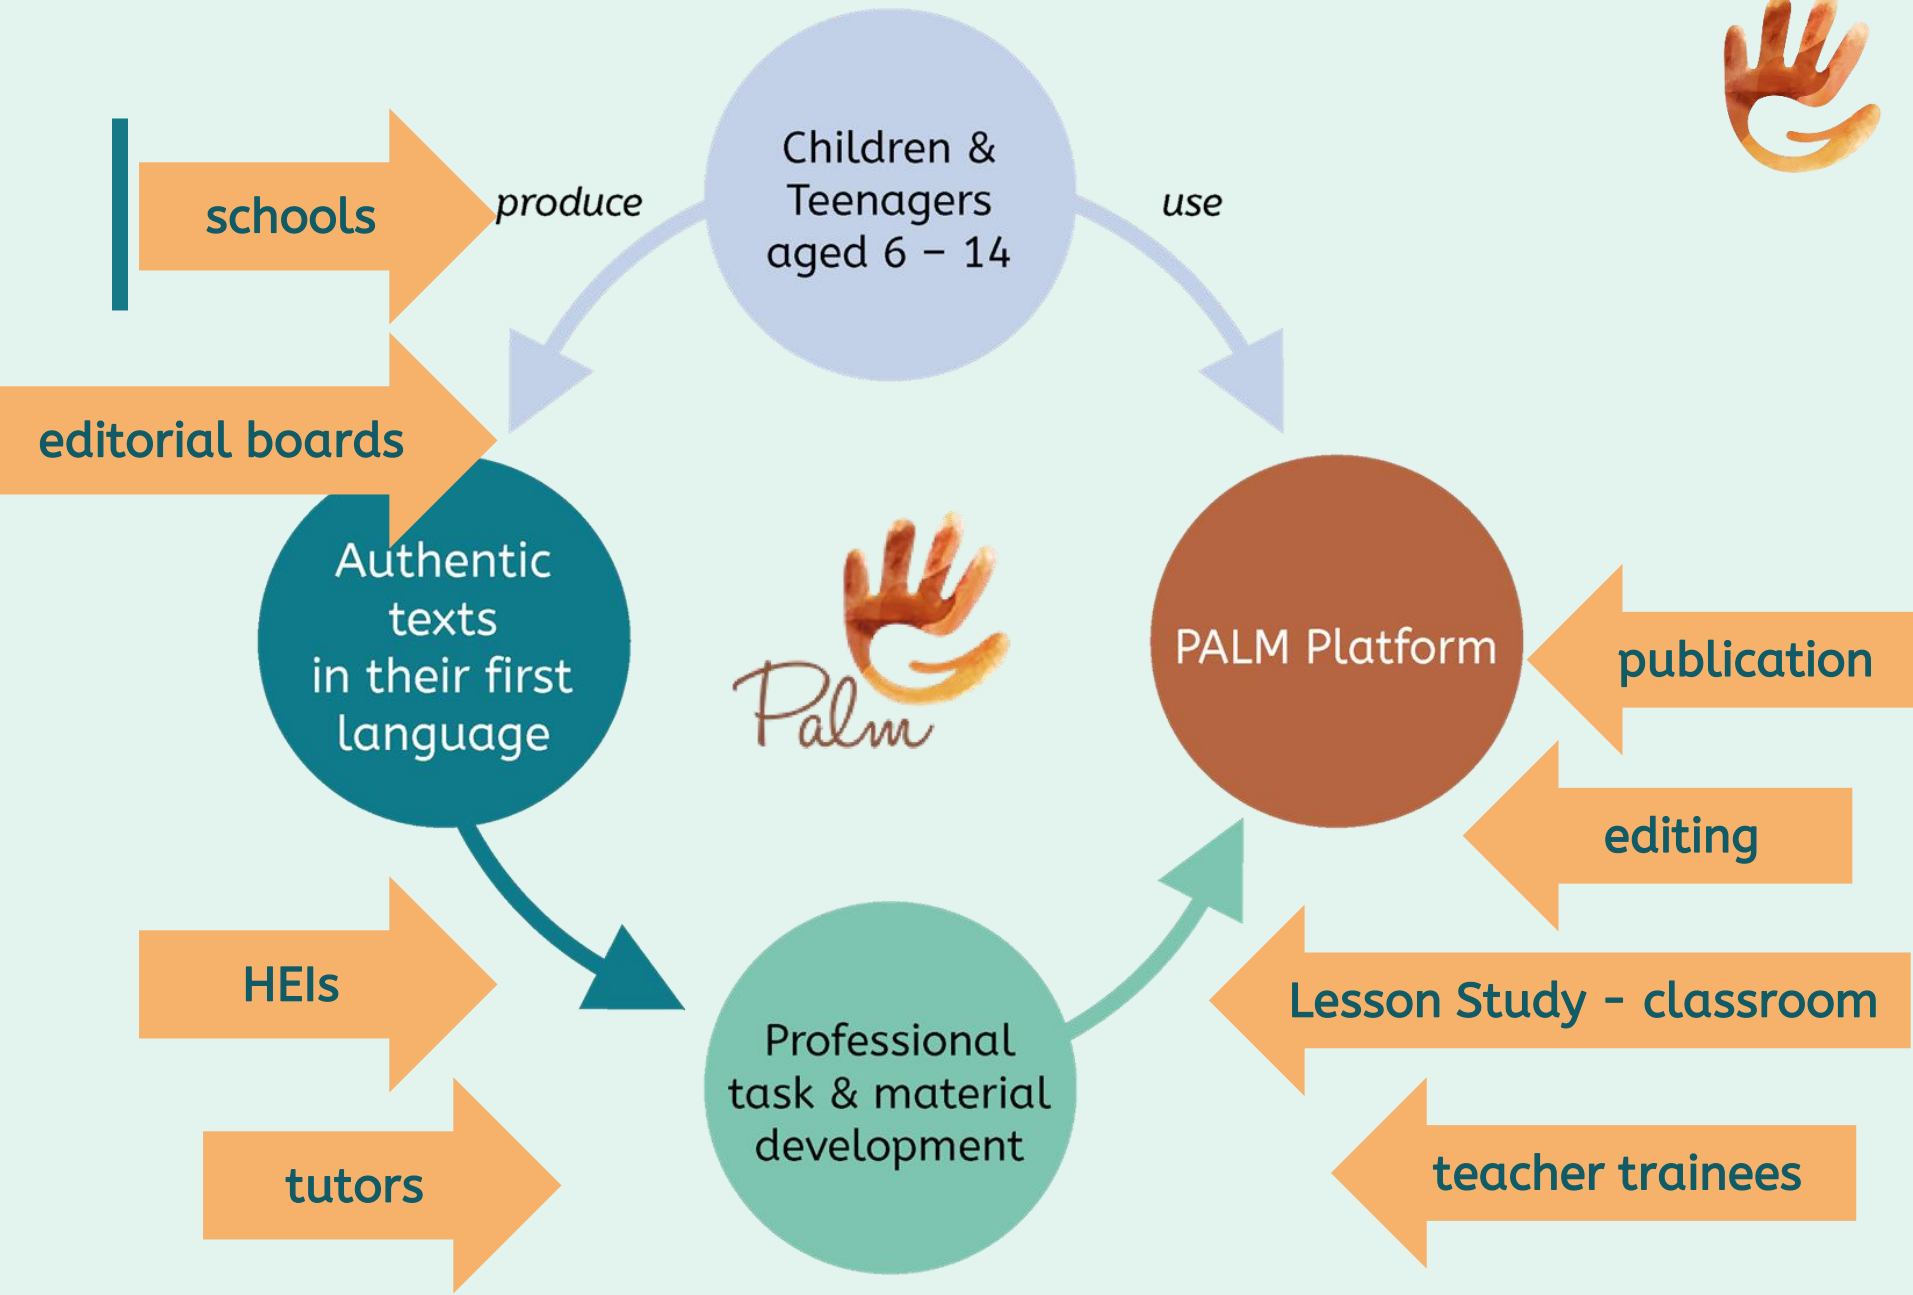 Children &
Teenagers
aged 6 – 14
produce
use
schools
editorial boards
Authentic
texts
in their first
language
Palm
PALM Platform
publication
editing
HEIs
Lesson Study - classroom
Professional
task & material
development
tutors
teacher trainees